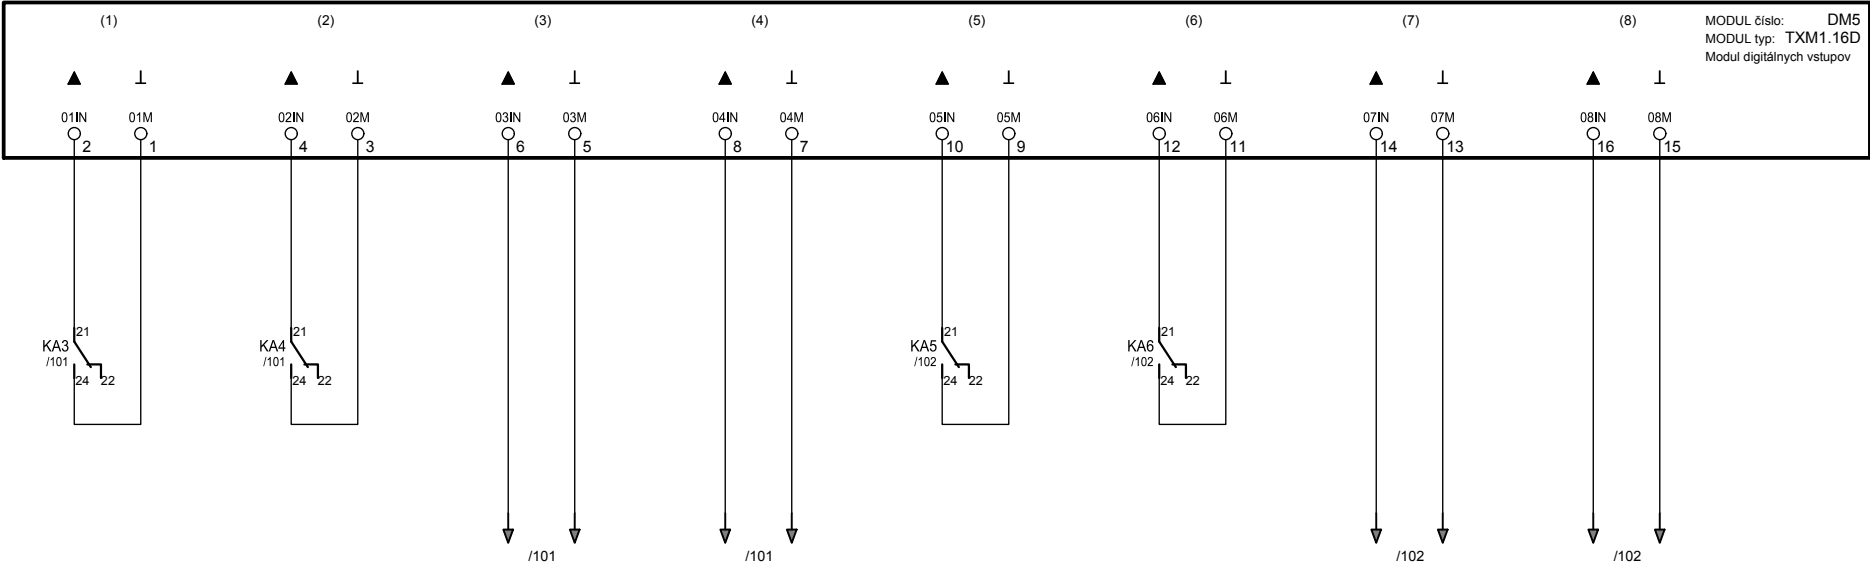 (1) (2) (3) (4) (5) (6) (7) (8)
MODUL číslo: DM5
MODUL typ: TXM1.16D
Modul digitálnych vstupov
01IN 01M 02IN 02M 03IN 03M 04IN 04M 05IN 05M 06IN 06M 07IN 07M 08IN 08M
2 1 4 3 6 5 8 7 10 9 12 11 14 13 16 15
21 21 21 21
KA3 KA4 KA5 KA6
/101 /101 /102 /102
24 22 24 22 24 22 24 22
/101 /101 /102 /102